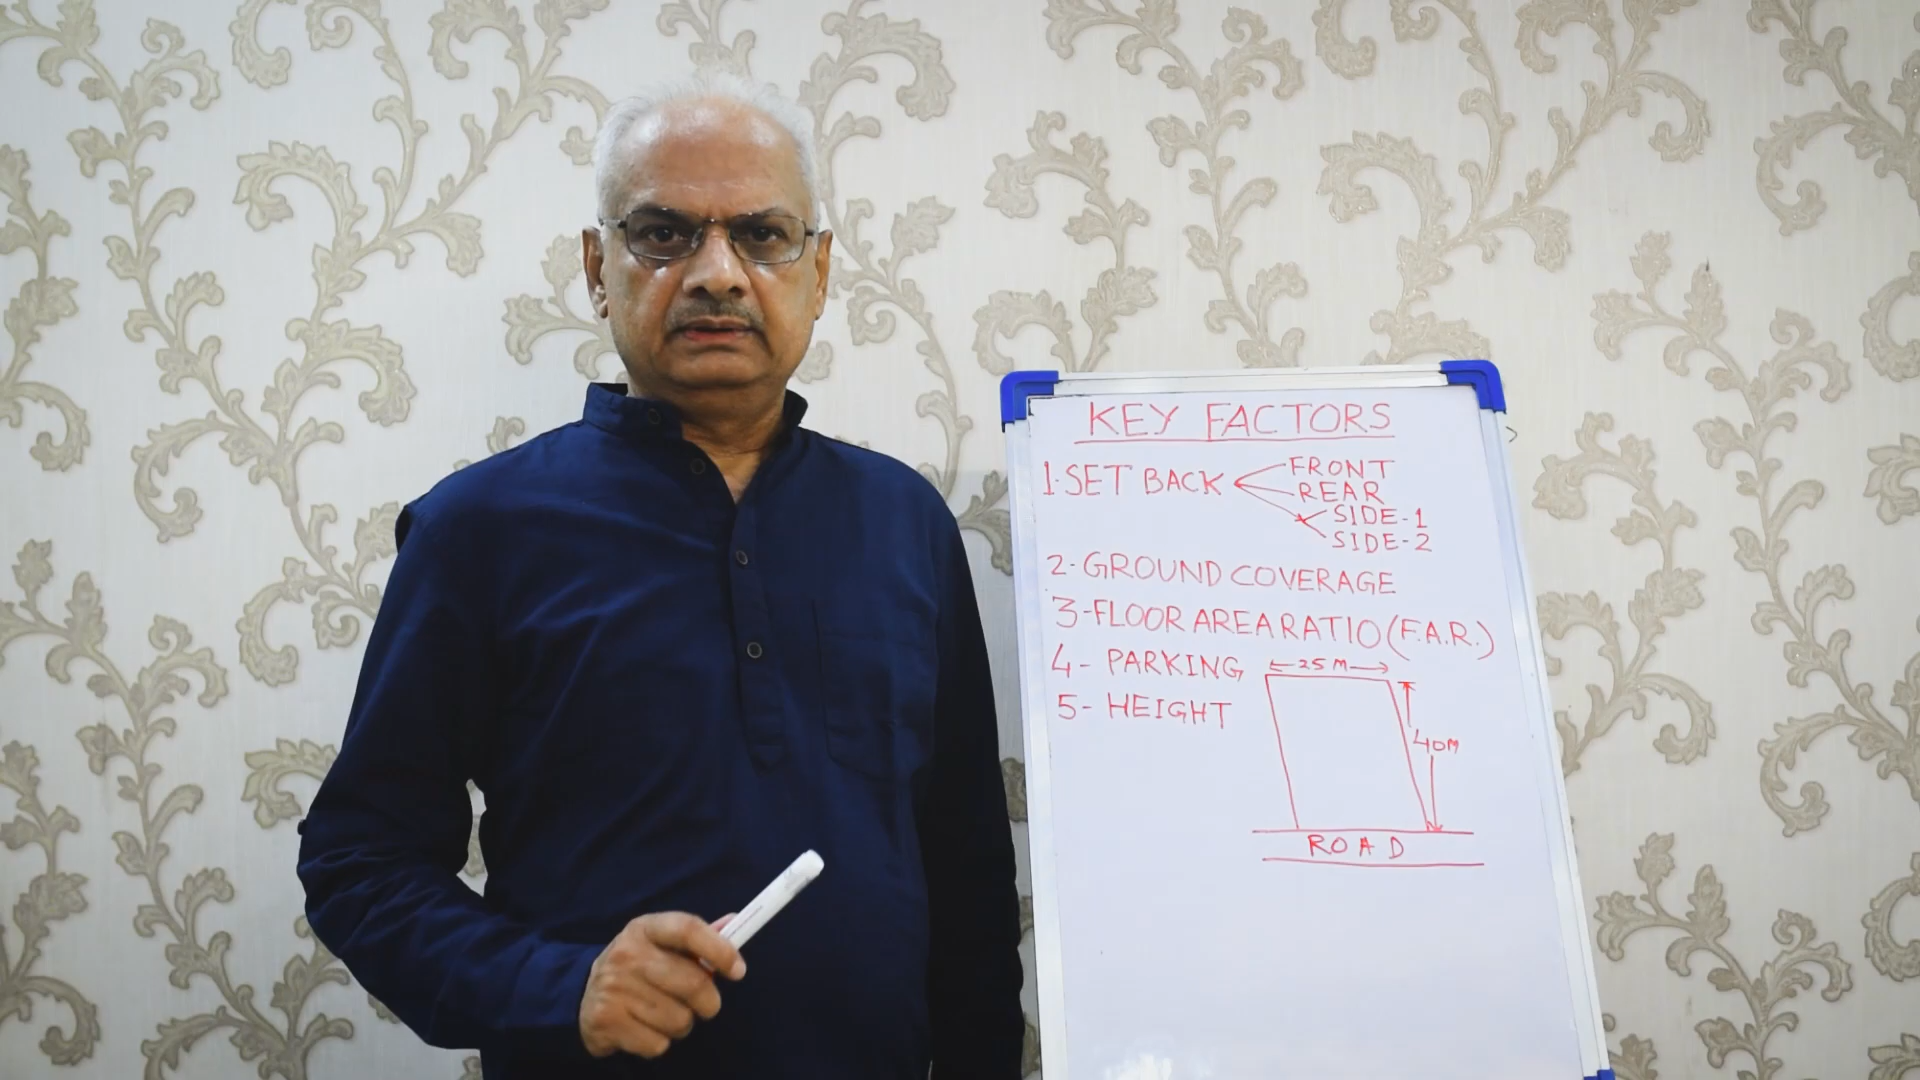 KEY FACTORS
1.SET BACK
FRONT
REAR
SIDE-1
SIDE-2
2-GROUND COVERAGE
3-FLOOR AREA RATIO (F.A.R.)
4- PARKING
25 M
5- HEIGHT
40M
ROAD